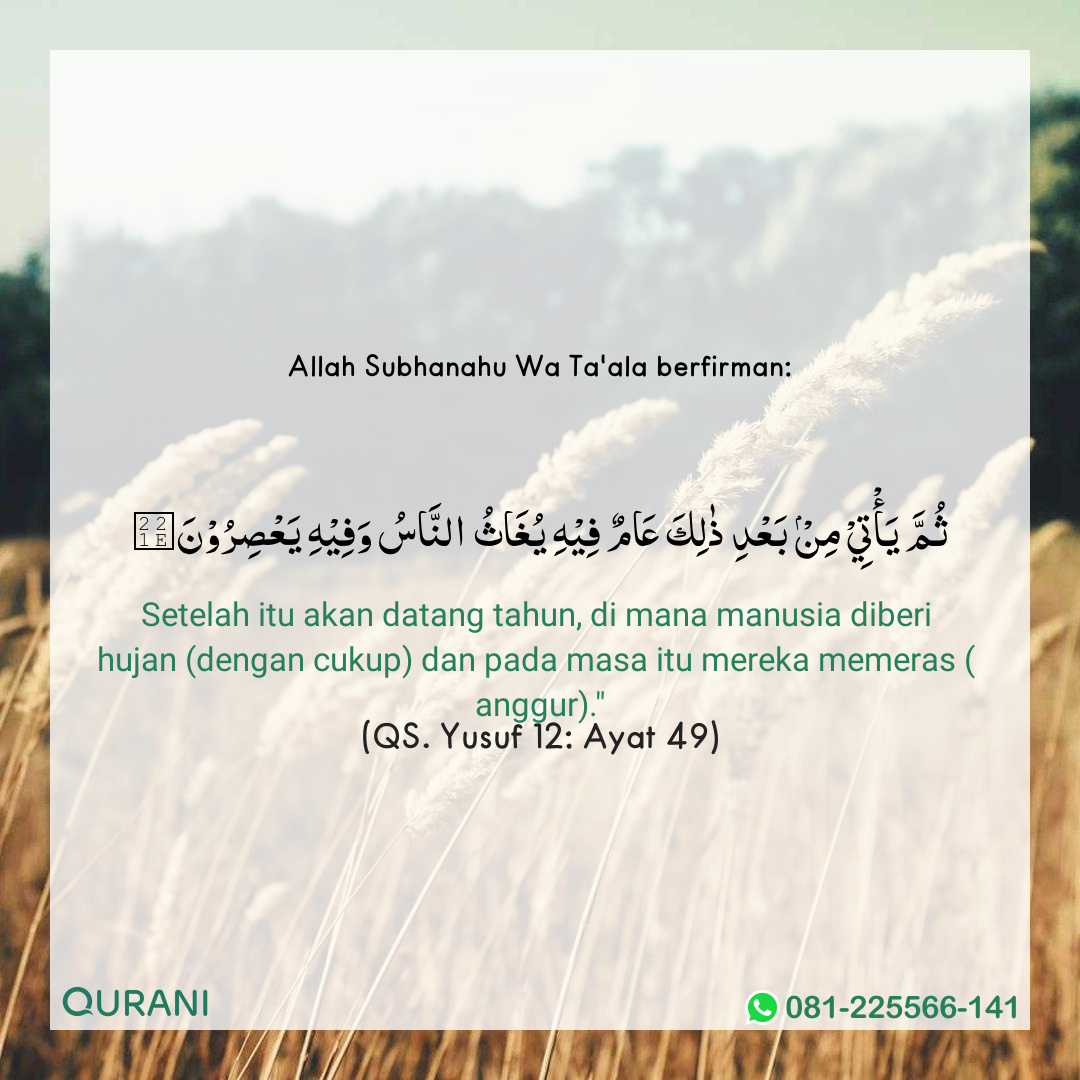 Allah Subhanahu Wa Ta'ala berfirman:
ثُمَّ يَأْتِيْ مِنْۢ بَعْدِ ذٰلِكَ عَامٌ فِيْهِ يُغَاثُ النَّاسُ وَفِيْهِ يَعْصِرُوْنَ
Setelah itu akan datang tahun, di mana manusia diberi
hujan (dengan cukup) dan pada masa itu mereka memeras (
anggur)."
(QS. Yusuf 12: Ayat 49)
QURANI
081-225566-141